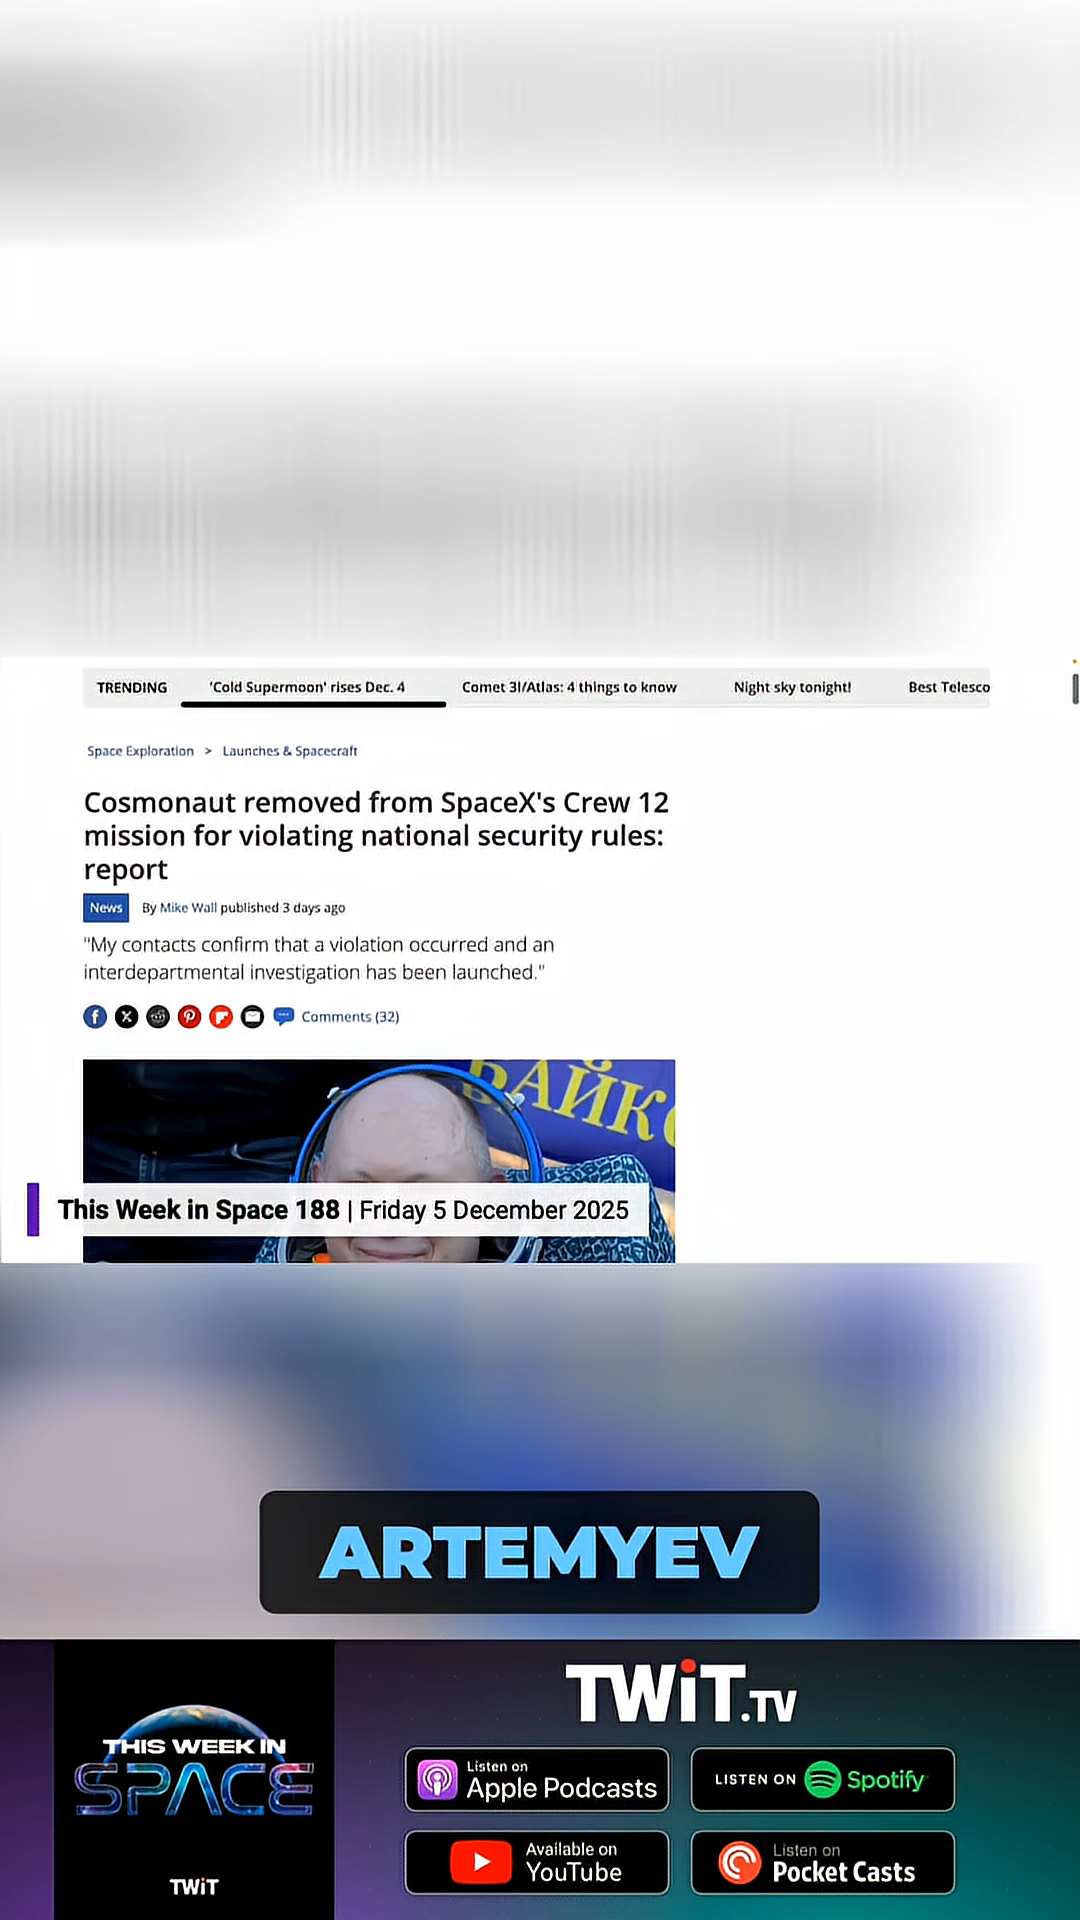 TRENDING 'Cold Supermoon' rises Dec. 4 Comet 3I/Atlas: 4 things to know Night sky tonight! Best Telesco
Space Exploration > Launches & Spacecraft
Cosmonaut removed from SpaceX's Crew 12
mission for violating national security rules:
report
News By Mike Wall published 3 days ago
"My contacts confirm that a violation occurred and an
interdepartmental investigation has been launched."
Comments (32)
БАЙКО
This Week in Space 188 | Friday 5 December 2025
ARTEMYEV
THIS WEEK IN
SPACE
TWiT
TWiT.TV
Listen on
Apple Podcasts
LISTEN ON Spotify
Available on
YouTube
Listen on
Pocket Casts